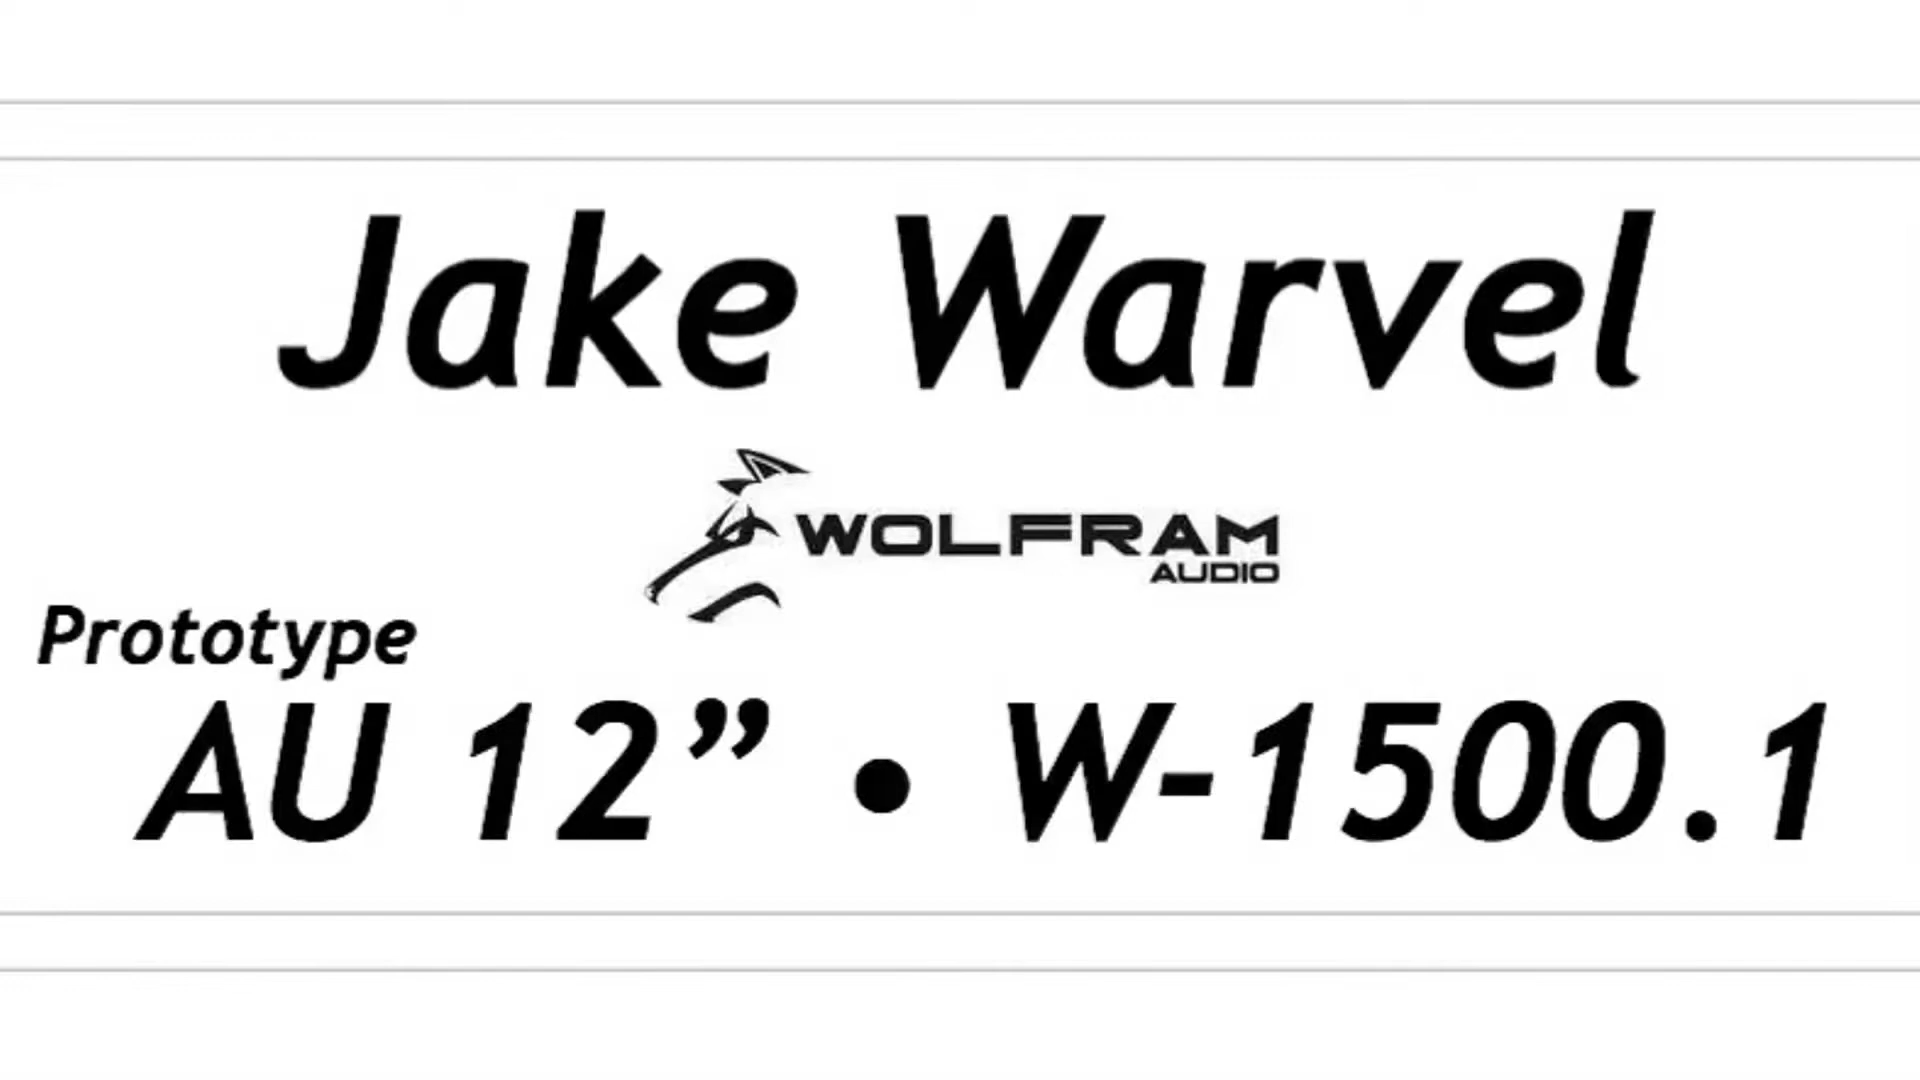 Jake Warvel
WOLFRAM
AUDIO
Prototype
AU 12” • W-1500.1